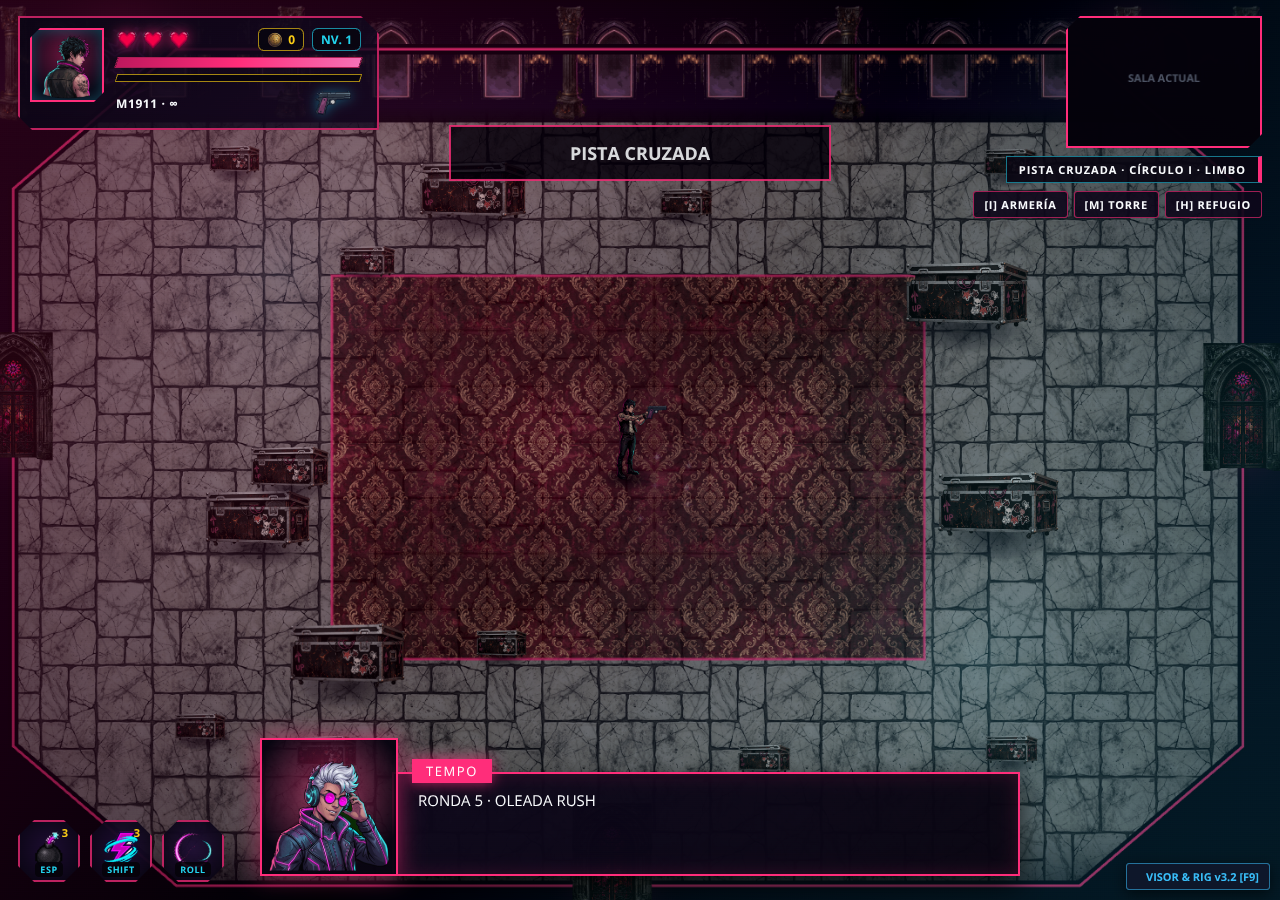 0
NV. 1
M1911 · ∞
SALA ACTUAL
PISTA CRUZADA
PISTA CRUZADA · CÍRCULO I · LIMBO
[I] ARMERÍA
[M] TORRE
[H] REFUGIO
TEMPO
RONDA 5 · OLEADA RUSH
3
ESP
3
SHIFT
ROLL
VISOR & RIG v3.2 [F9]